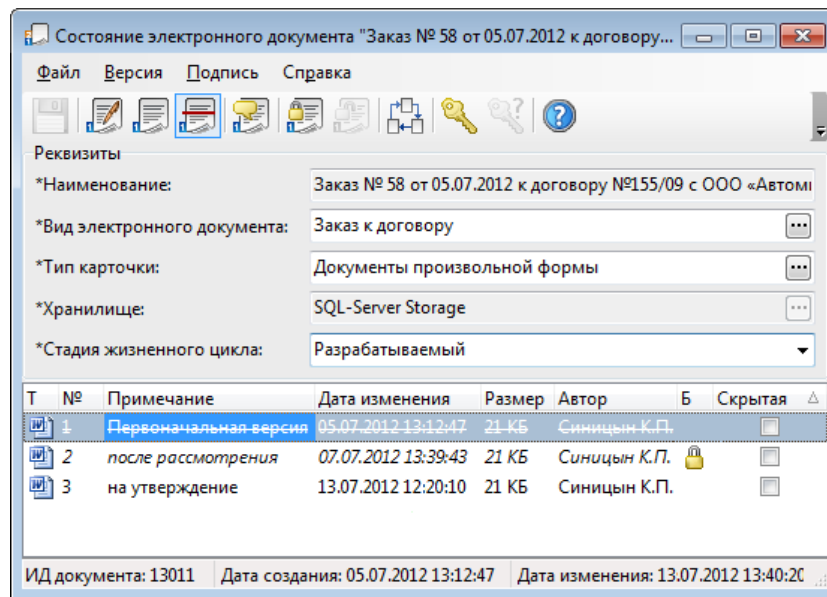 Состояние электронного документа "Заказ № 58 от 05.07.2012 к договору...
Файл Версия Подпись Справка
Реквизиты
*Наименование: Заказ № 58 от 05.07.2012 к договору №155/09 с ООО «Автоми
*Вид электронного документа: Заказ к договору
*Тип карточки: Документы произвольной формы
*Хранилище: SQL-Server Storage
*Стадия жизненного цикла: Разрабатываемый
Т № Примечание Дата изменения Размер Автор Б Скрытая
1 Первоначальная версия 05.07.2012 13:12:47 21 КБ Синицын К.П.
2 после рассмотрения 07.07.2012 13:39:43 21 КБ Синицын К.П.
3 на утверждение 13.07.2012 12:20:10 21 КБ Синицын К.П.
ИД документа: 13011 Дата создания: 05.07.2012 13:12:47 Дата изменения: 13.07.2012 13:40:20